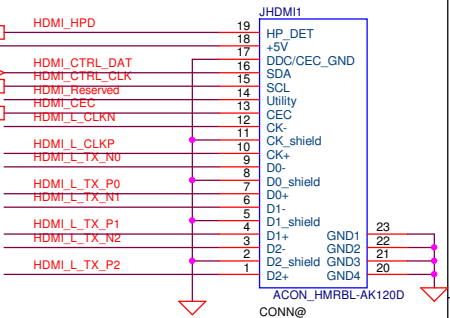 JHDMI1
HDMI_HPD 19 HP_DET
18 +5V
17 DDC/CEC_GND
HDMI_CTRL_DAT 16 SDA
HDMI_CTRL_CLK 15 SCL
HDMI_Reserved 14 Utility
HDMI_CEC 13 CEC
HDMI_L_CLKN 12 CK-
11 CK_shield
HDMI_L_CLKP 10 CK+
HDMI_L_TX_N0 9 D0-
8 D0_shield
HDMI_L_TX_P0 7 D0+
HDMI_L_TX_N1 6 D1-
5 D1_shield
HDMI_L_TX_P1 4 D1+ GND1 23
HDMI_L_TX_N2 3 D2- GND2 22
2 D2_shield GND3 21
HDMI_L_TX_P2 1 D2+ GND4 20
ACON_HMRBL-AK120D
CONN@